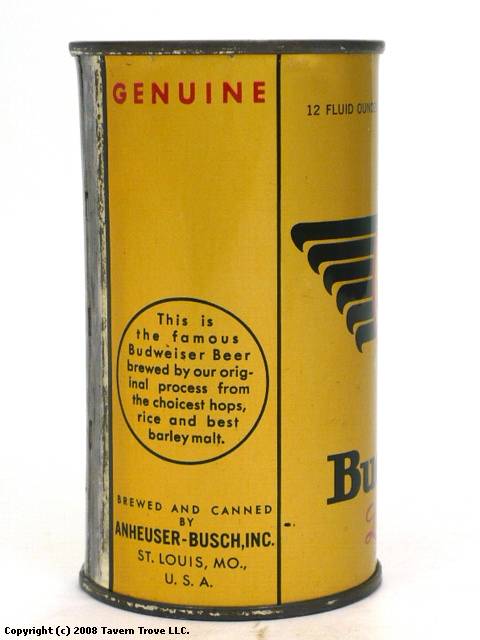 GENUINE
12 FLUID
This is
the famous
Budweiser Beer
brewed by our orig-
inal process from
the choicest hops,
rice and best
barley malt.
BREWED AND CANNED
BY
ANHEUSER-BUSCH, INC.
ST. LOUIS, MO.,
U. S. A.
Bu
Copyright (c) 2008 Tavern Trove LLC.